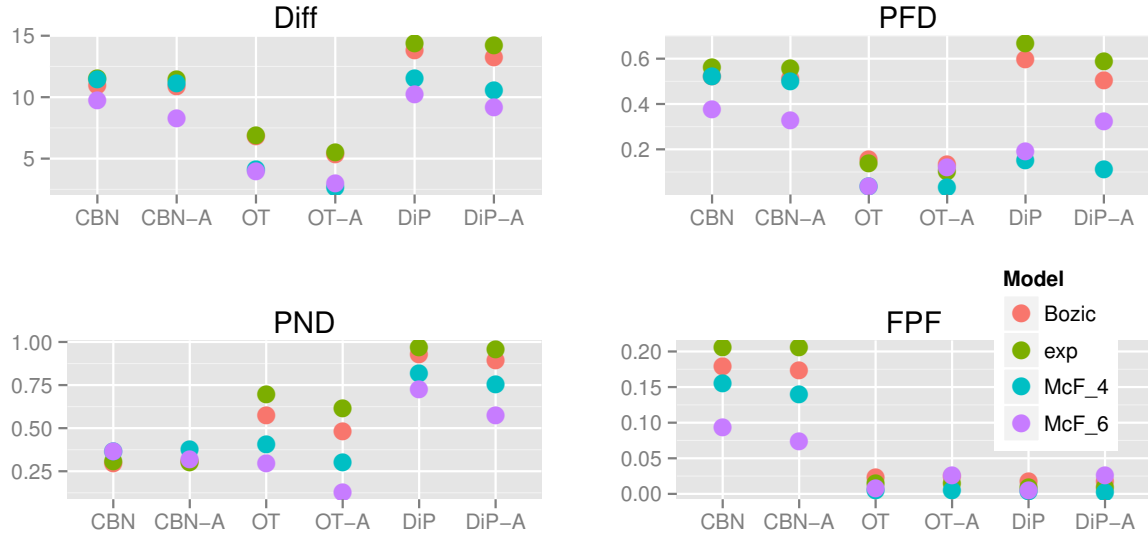 Diff
15
10
5
CBN CBN−A OT OT−A DiP DiP−A
PFD
0.6
0.4
0.2
CBN CBN−A OT OT−A DiP DiP−A
PND
1.00
0.75
0.50
0.25
CBN CBN−A OT OT−A DiP DiP−A
FPF
0.20
0.15
0.10
0.05
0.00
CBN CBN−A OT OT−A DiP DiP−A
Model
Bozic
exp
McF_4
McF_6